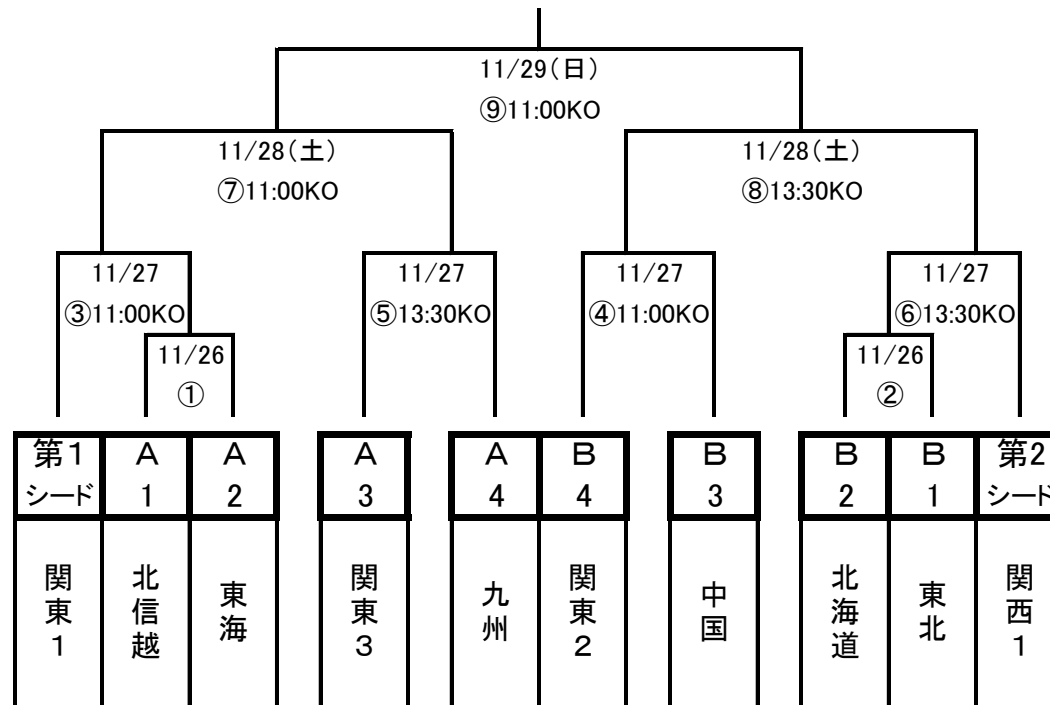 11/29(日)
⑨11:00KO
11/28(土)
⑦11:00KO
11/28(土)
⑧13:30KO
11/27
③11:00KO
11/27
⑤13:30KO
11/27
④11:00KO
11/27
⑥13:30KO
11/26
①
11/26
②
第1
シード
A
1
A
2
A
3
A
4
B
4
B
3
B
2
B
1
第2
シード
関東1
北信越
東海
関東3
九州
関東2
中国
北海道
東北
関西1